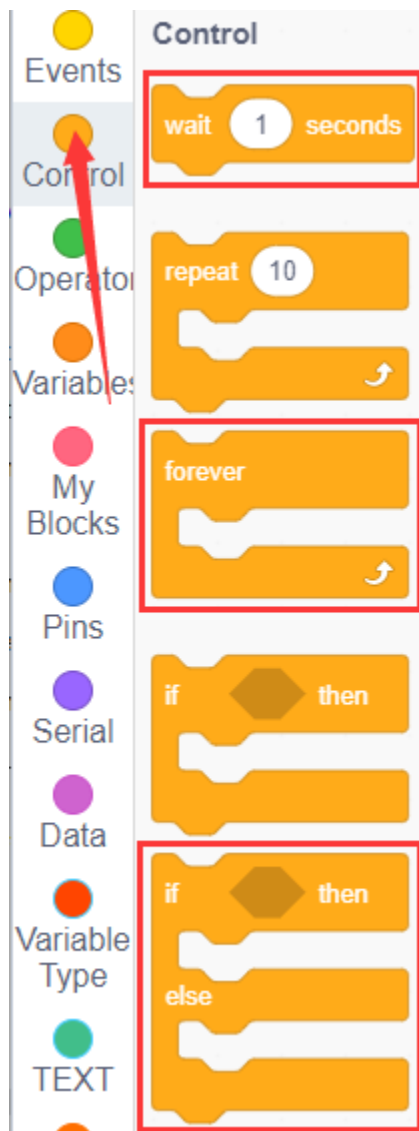 Events
Control
Operator
Variables
My
Blocks
Pins
Serial
Data
Variable
Type
TEXT
Control
wait 1 seconds
repeat 10
forever
if then
if then
else